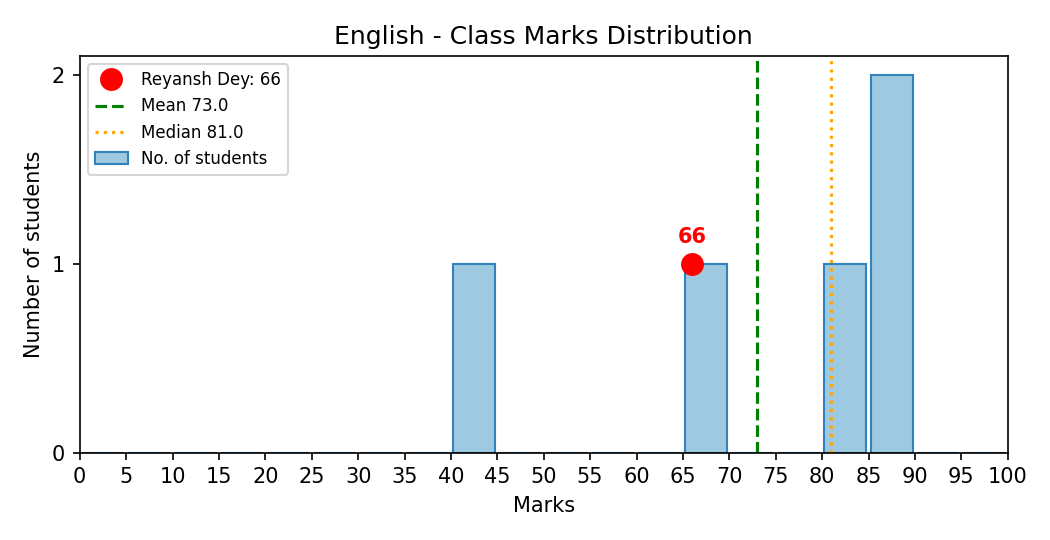 English - Class Marks Distribution
Number of students
2
1
0
Reyansh Dey: 66
Mean 73.0
Median 81.0
No. of students
66
0 5 10 15 20 25 30 35 40 45 50 55 60 65 70 75 80 85 90 95 100
Marks